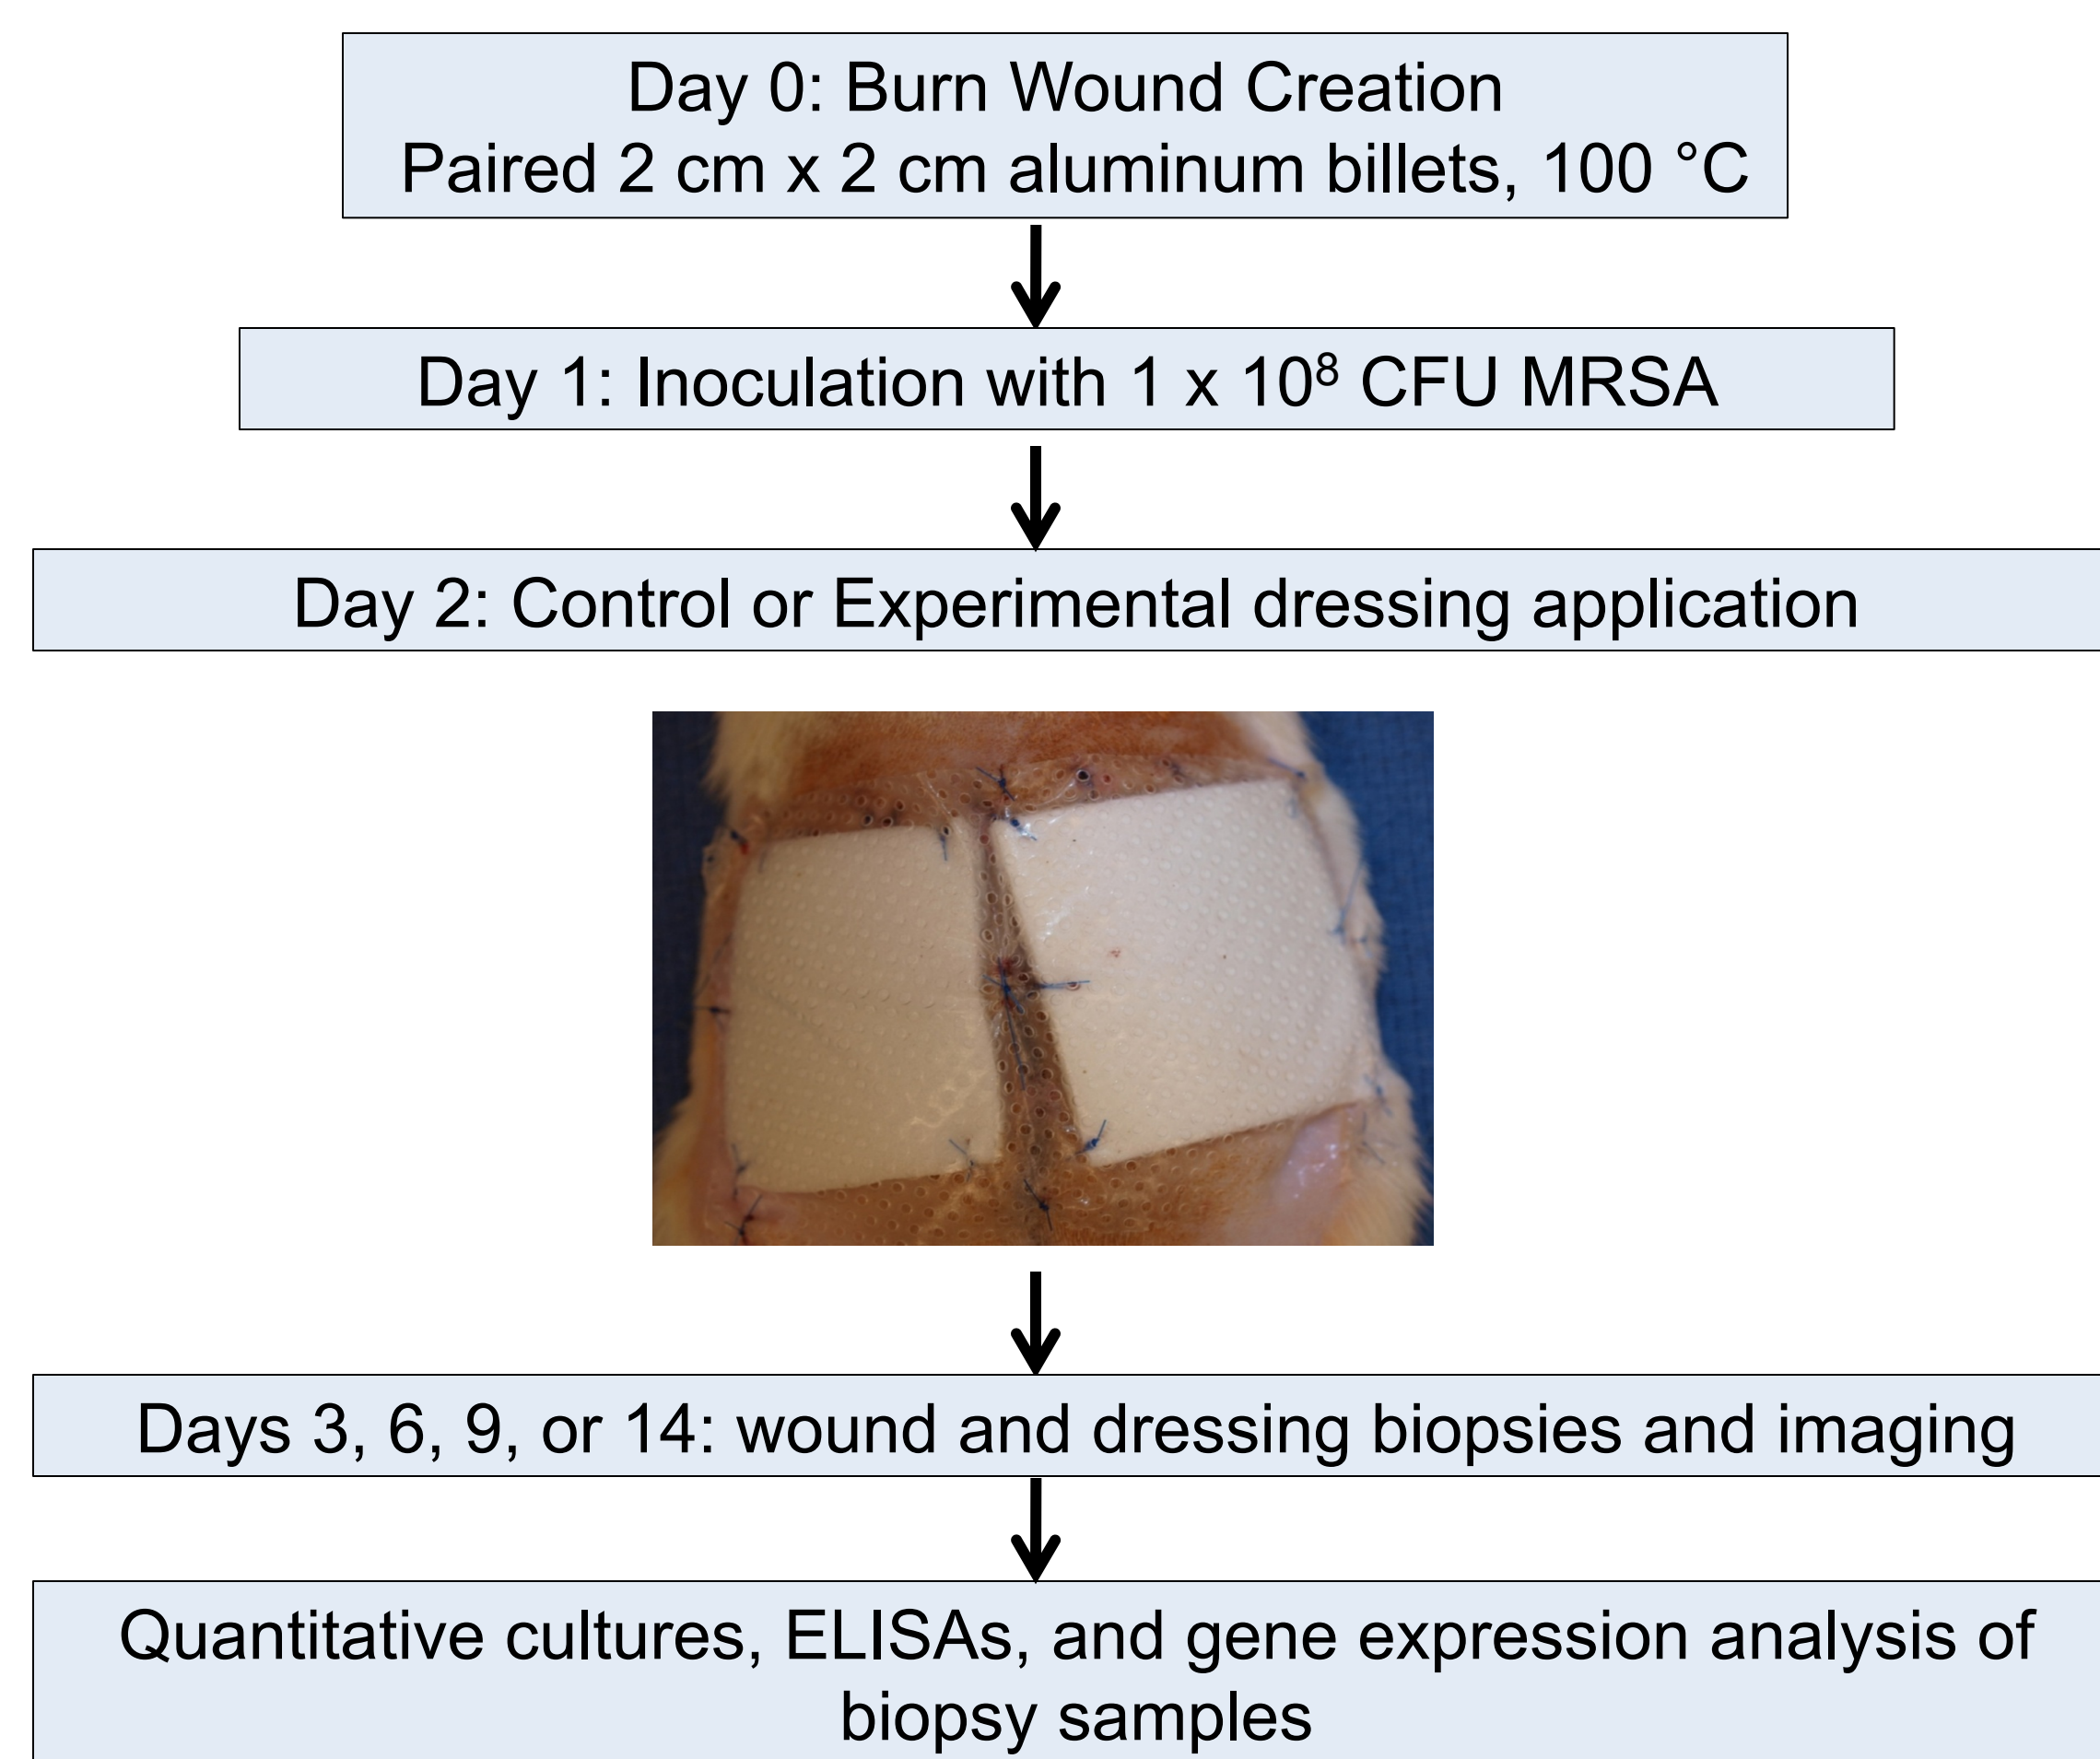 Day 0: Burn Wound Creation
Paired 2 cm x 2 cm aluminum billets, 100 °C
Day 1: Inoculation with 1 x 10⁸ CFU MRSA
Day 2: Control or Experimental dressing application
Days 3, 6, 9, or 14: wound and dressing biopsies and imaging
Quantitative cultures, ELISAs, and gene expression analysis of
biopsy samples